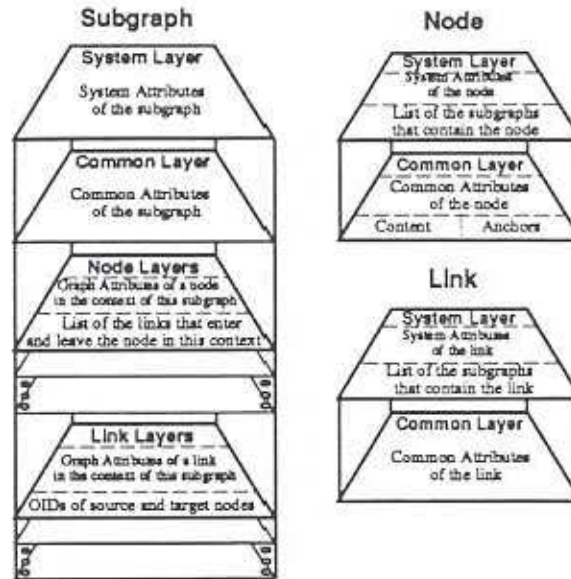 Subgraph
System Layer
System Attributes
of the subgraph
Common Layer
Common Attributes
of the subgraph
Node Layers
Graph Attributes of a node
in the context of this subgraph
List of the links that enter
and leave the node in this context
Link Layers
Graph Attributes of a link
in the context of this subgraph
OIDs of source and target nodes
Node
System Layer
System Attributes
of the node
List of the subgraphs
that contain the node
Common Layer
Common Attributes
of the node
Content Anchors
Link
System Layer
System Attributes
of the link
List of the subgraphs
that contain the link
Common Layer
Common Attributes
of the link